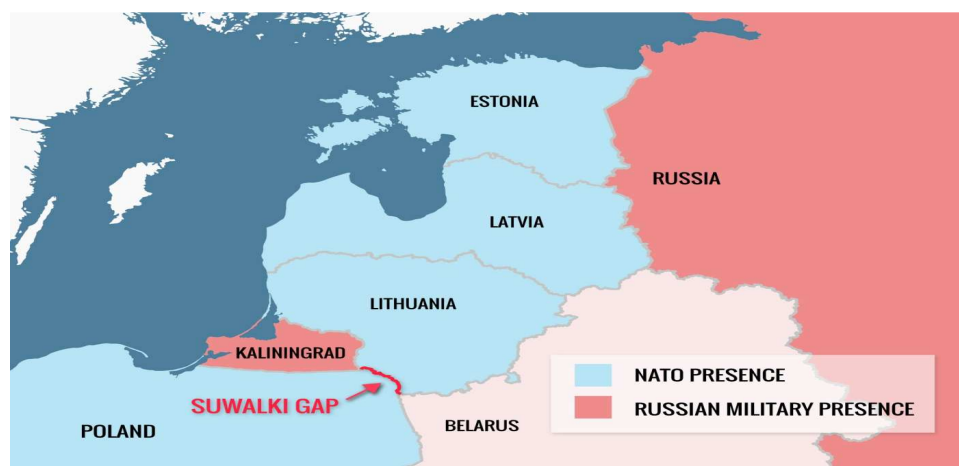 ESTONIA
RUSSIA
LATVIA
LITHUANIA
KALININGRAD
SUWALKI GAP
POLAND
BELARUS
NATO PRESENCE
RUSSIAN MILITARY PRESENCE